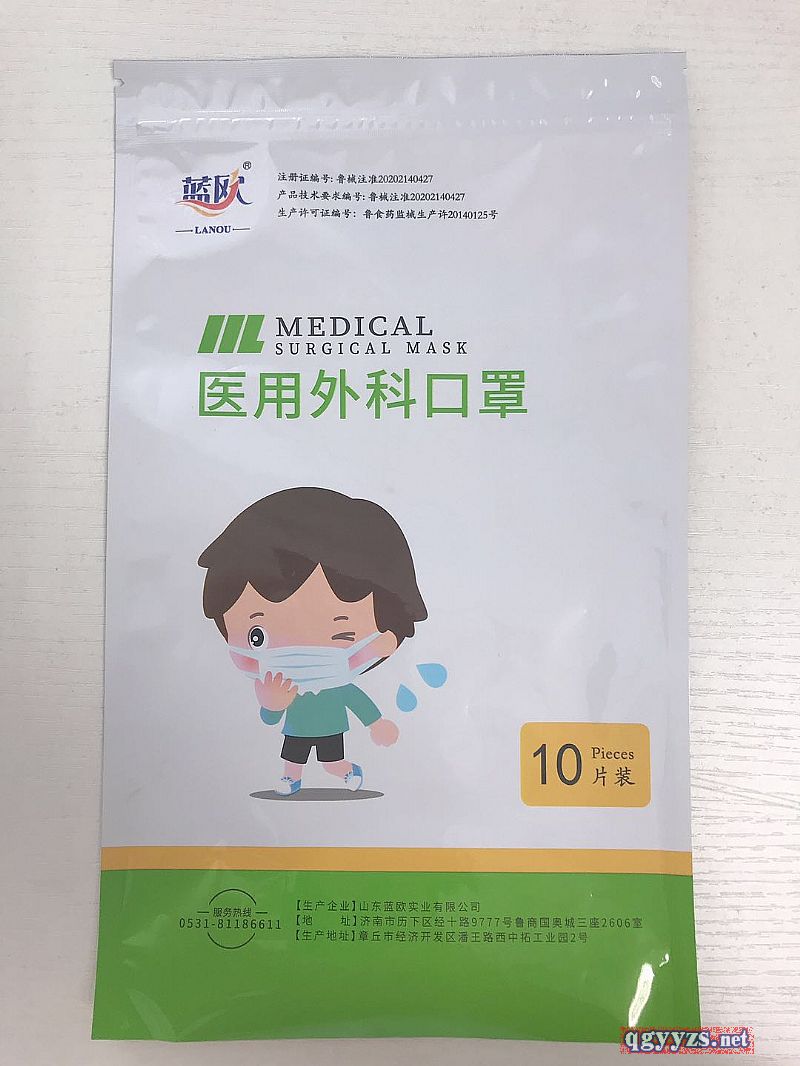 蓝欧®
LANOU
注册证编号: 鲁械注准20202140427
产品技术要求编号: 鲁械注准20202140427
生产许可证编号: 鲁食药监械生产许20140125号
MEDICAL
SURGICAL MASK
医用外科口罩
10 Pieces
片装
服务热线
0531-81186611
【生产企业】山东蓝欧实业有限公司
【地 址】济南市历下区经十路9777号鲁商国奥城三座2606室
【生产地址】章丘市经济开发区潘王路西中拓工业园2号
qgyyzs.net